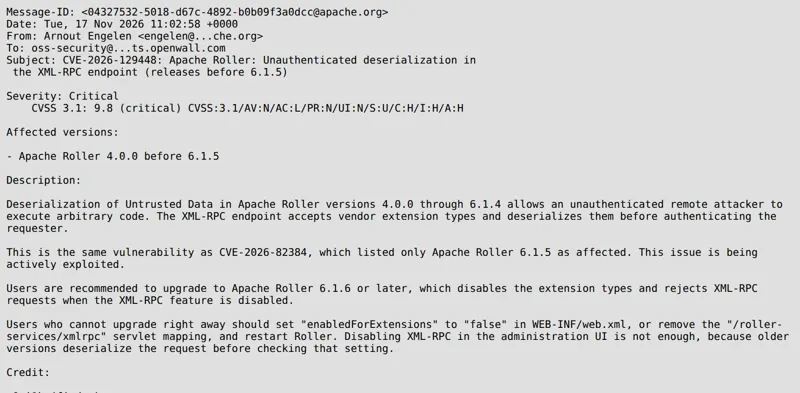 Message-ID: <04327532-5018-d67c-4892-b0b09f3a0dcc@apache.org>
Date: Tue, 17 Nov 2026 11:02:58 +0000
From: Arnout Engelen <engelen@...che.org>
To: oss-security@...ts.openwall.com
Subject: CVE-2026-129448: Apache Roller: Unauthenticated deserialization in
 the XML-RPC endpoint (releases before 6.1.5)
Severity: Critical
    CVSS 3.1: 9.8 (critical) CVSS:3.1/AV:N/AC:L/PR:N/UI:N/S:U/C:H/I:H/A:H
Affected versions:
- Apache Roller 4.0.0 before 6.1.5
Description:
Deserialization of Untrusted Data in Apache Roller versions 4.0.0 through 6.1.4 allows an unauthenticated remote attacker to
execute arbitrary code. The XML-RPC endpoint accepts vendor extension types and deserializes them before authenticating the
requester.
This is the same vulnerability as CVE-2026-82384, which listed only Apache Roller 6.1.5 as affected. This issue is being
actively exploited.
Users are recommended to upgrade to Apache Roller 6.1.6 or later, which disables the extension types and rejects XML-RPC
requests when the XML-RPC feature is disabled.
Users who cannot upgrade right away should set "enabledForExtensions" to "false" in WEB-INF/web.xml, or remove the "/roller-
services/xmlrpc" servlet mapping, and restart Roller. Disabling XML-RPC in the administration UI is not enough, because older
versions deserialize the request before checking that setting.
Credit: